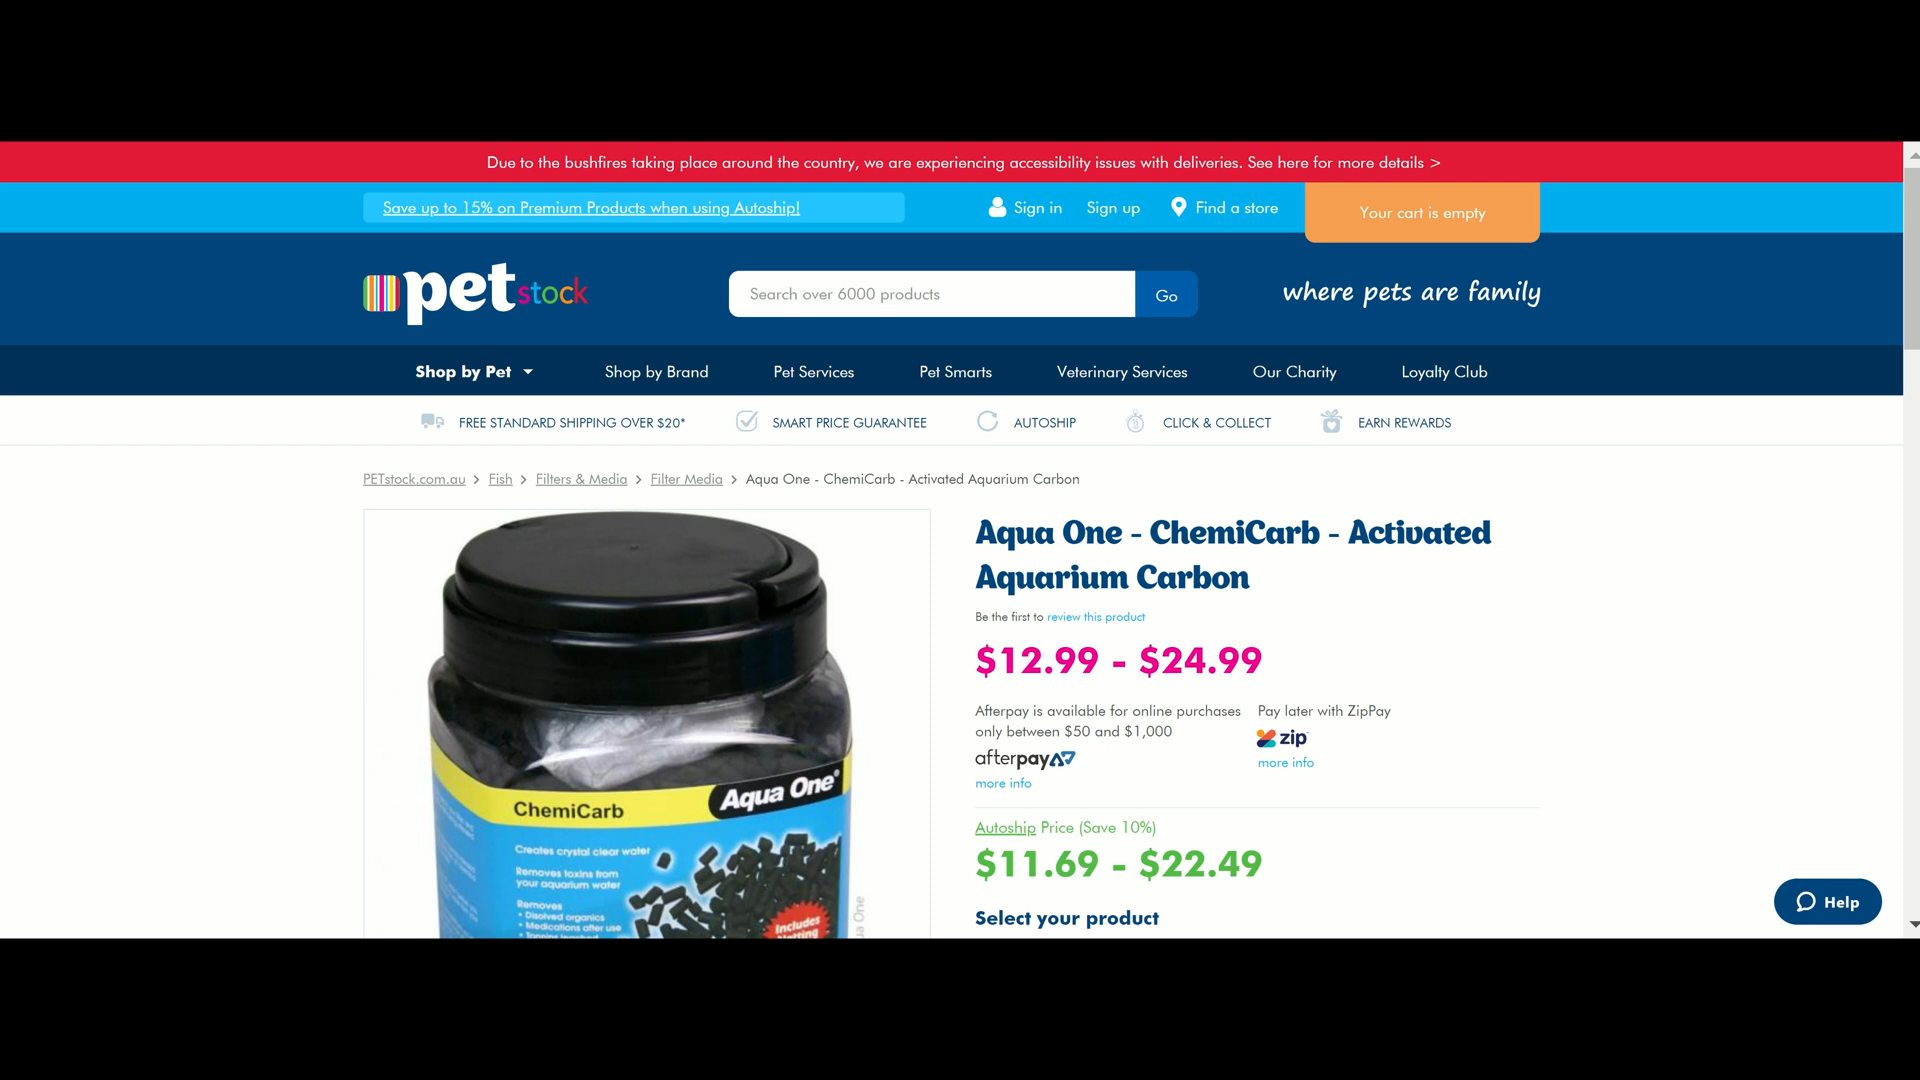 Due to the bushfires taking place around the country, we are experiencing accessibility issues with deliveries. See here for more details >
Save up to 15% on Premium Products when using Autoship!
Sign in
Sign up
Find a store
Your cart is empty
petstock
Search over 6000 products
Go
where pets are family
Shop by Pet
Shop by Brand
Pet Services
Pet Smarts
Veterinary Services
Our Charity
Loyalty Club
FREE STANDARD SHIPPING OVER $20*
SMART PRICE GUARANTEE
AUTOSHIP
CLICK & COLLECT
EARN REWARDS
PETstock.com.au > Fish > Filters & Media > Filter Media > Aqua One - ChemiCarb - Activated Aquarium Carbon
Aqua One - ChemiCarb - Activated
Aquarium Carbon
Be the first to review this product
$12.99 - $24.99
Afterpay is available for online purchases
only between $50 and $1,000
afterpay
more info
Pay later with ZipPay
zip
more info
Autoship Price (Save 10%)
$11.69 - $22.49
Select your product
Help
ChemiCarb
Aqua One®
Creates crystal clear water
Removes toxins from
your aquarium water
Removes
• Disolved organics
• Medications after use
Includes